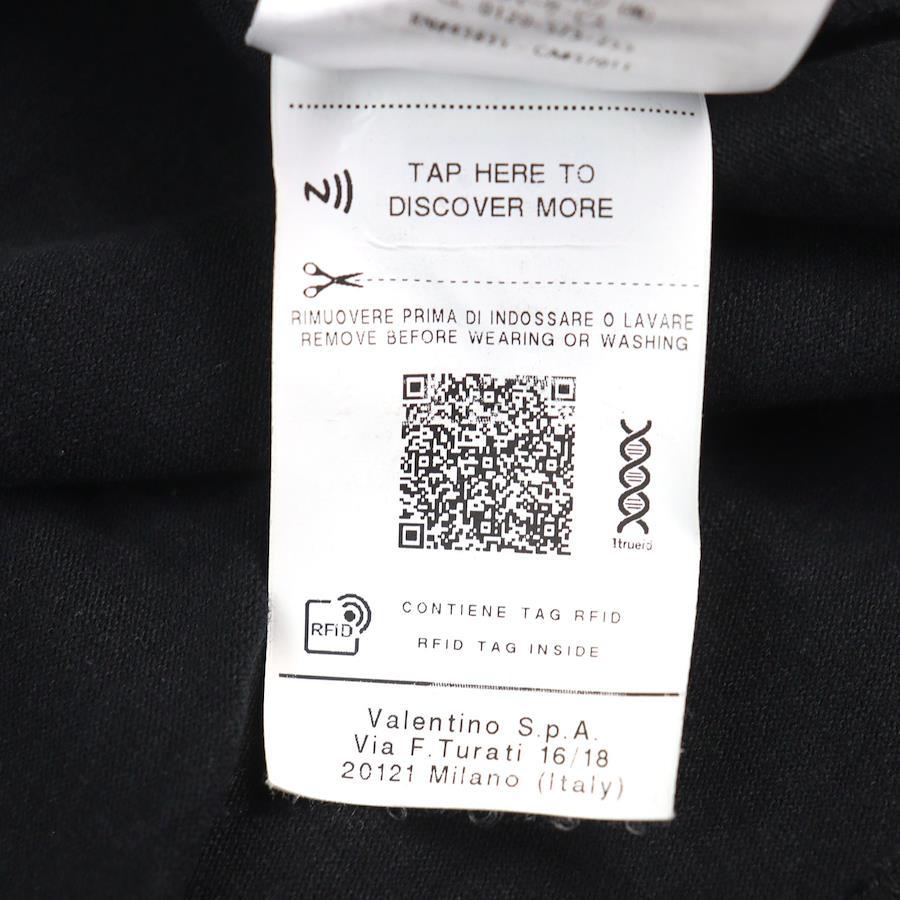 TAP HERE TO
DISCOVER MORE
RIMUOVERE PRIMA DI INDOSSARE O LAVARE
REMOVE BEFORE WEARING OR WASHING
RFID
CONTIENE TAG RFID
RFID TAG INSIDE
Valentino S.p.A.
Via F.Turati 16/18
20121 Milano (Italy)